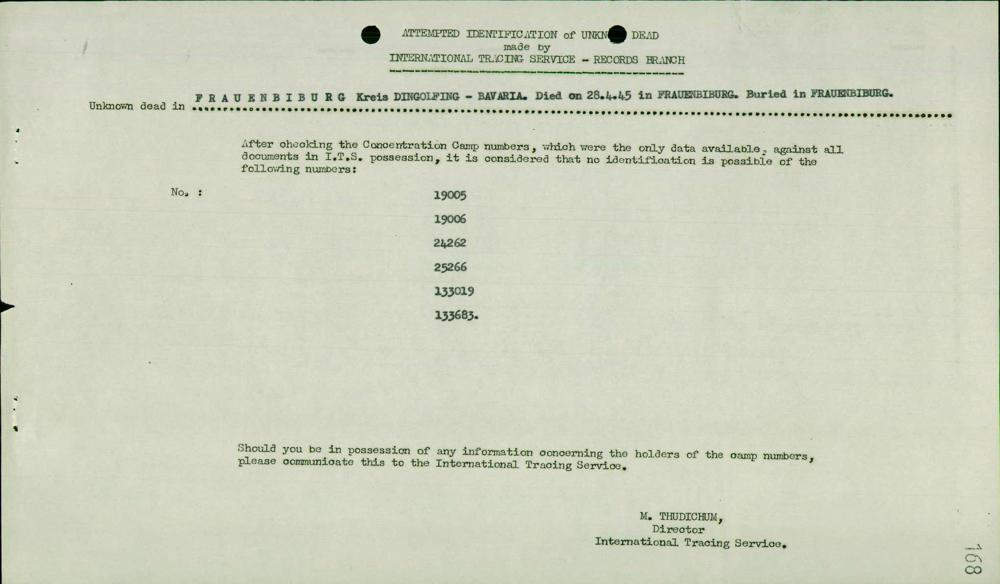 ATTEMPTED IDENTIFICATION of UNKN DEAD
made by
INTERNATIONAL TRACING SERVICE - RECORDS BRANCH
Unknown dead in F R A U E N B I B U R G Kreis DINGOLFING - BAVARIA. Died on 28.4.45 in FRAUENBIBURG. Buried in FRAUENBIBURG.
After checking the Concentration Camp numbers, which were the only data available, against all
documents in I.T.S. possession, it is considered that no identification is possible of the
following numbers:
No. :
19005
19006
24262
25266
133019
133683.
Should you be in possession of any information concerning the holders of the camp numbers,
please communicate this to the International Tracing Service.
M. THUDICHUM,
Director
International Tracing Service.
168